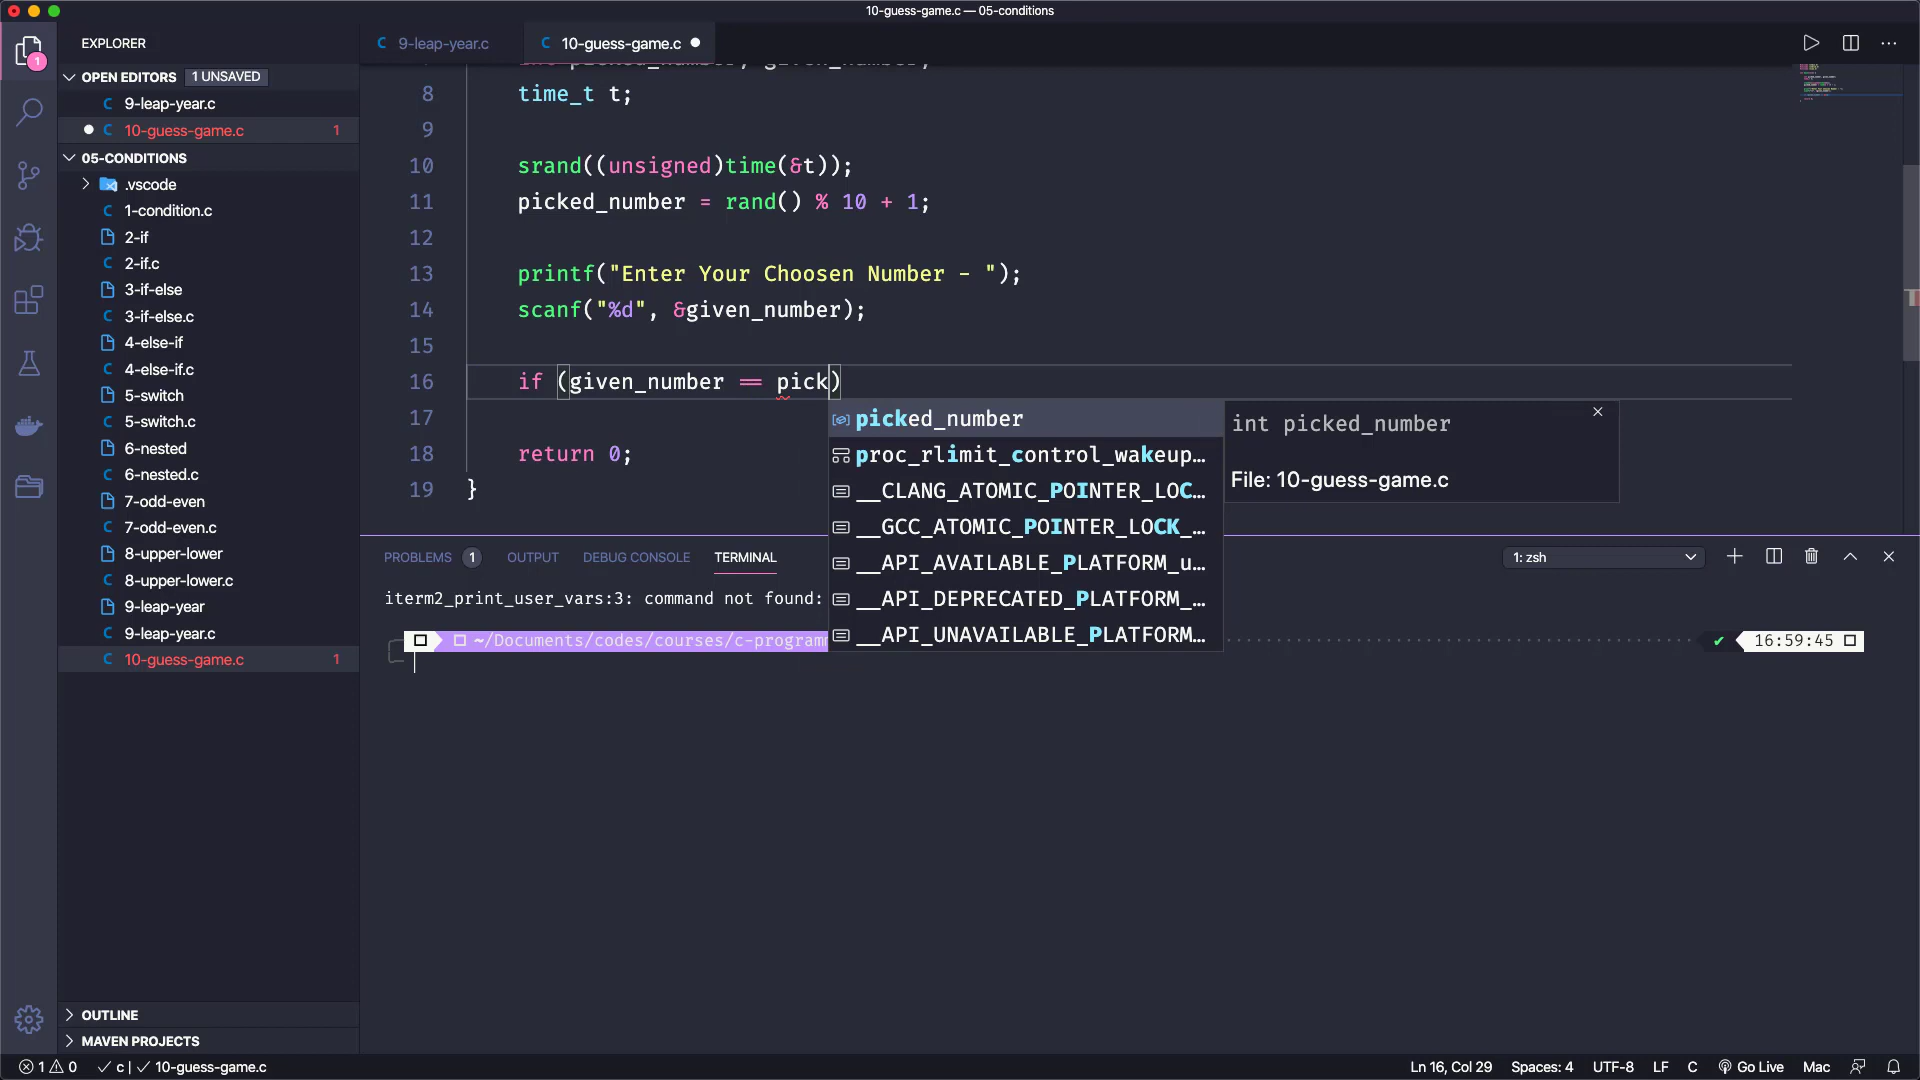 10-guess-game.c — 05-conditions
EXPLORER
1
OPEN EDITORS 1 UNSAVED
C 9-leap-year.c
C 10-guess-game.c 1
05-CONDITIONS
.vscode
C 1-condition.c
2-if
C 2-if.c
3-if-else
C 3-if-else.c
4-else-if
C 4-else-if.c
5-switch
C 5-switch.c
6-nested
C 6-nested.c
7-odd-even
C 7-odd-even.c
8-upper-lower
C 8-upper-lower.c
9-leap-year
C 9-leap-year.c
C 10-guess-game.c 1
OUTLINE
MAVEN PROJECTS
C 9-leap-year.c
C 10-guess-game.c
8 time_t t;
9
10 srand((unsigned)time(&t));
11 picked_number = rand() % 10 + 1;
12
13 printf("Enter Your Choosen Number - ");
14 scanf("%d", &given_number);
15
16 if (given_number == pick)
17
18 return 0;
19 }
picked_number
proc_rlimit_control_wakeup…
__CLANG_ATOMIC_POINTER_LOC…
__GCC_ATOMIC_POINTER_LOCK_…
__API_AVAILABLE_PLATFORM_u…
__API_DEPRECATED_PLATFORM_…
__API_UNAVAILABLE_PLATFORM…
int picked_number
File: 10-guess-game.c
PROBLEMS 1 OUTPUT DEBUG CONSOLE TERMINAL
1: zsh
iterm2_print_user_vars:3: command not found:
~/Documents/codes/courses/c-programm
16:59:45
1 0 c | 10-guess-game.c
Ln 16, Col 29 Spaces: 4 UTF-8 LF C Go Live Mac